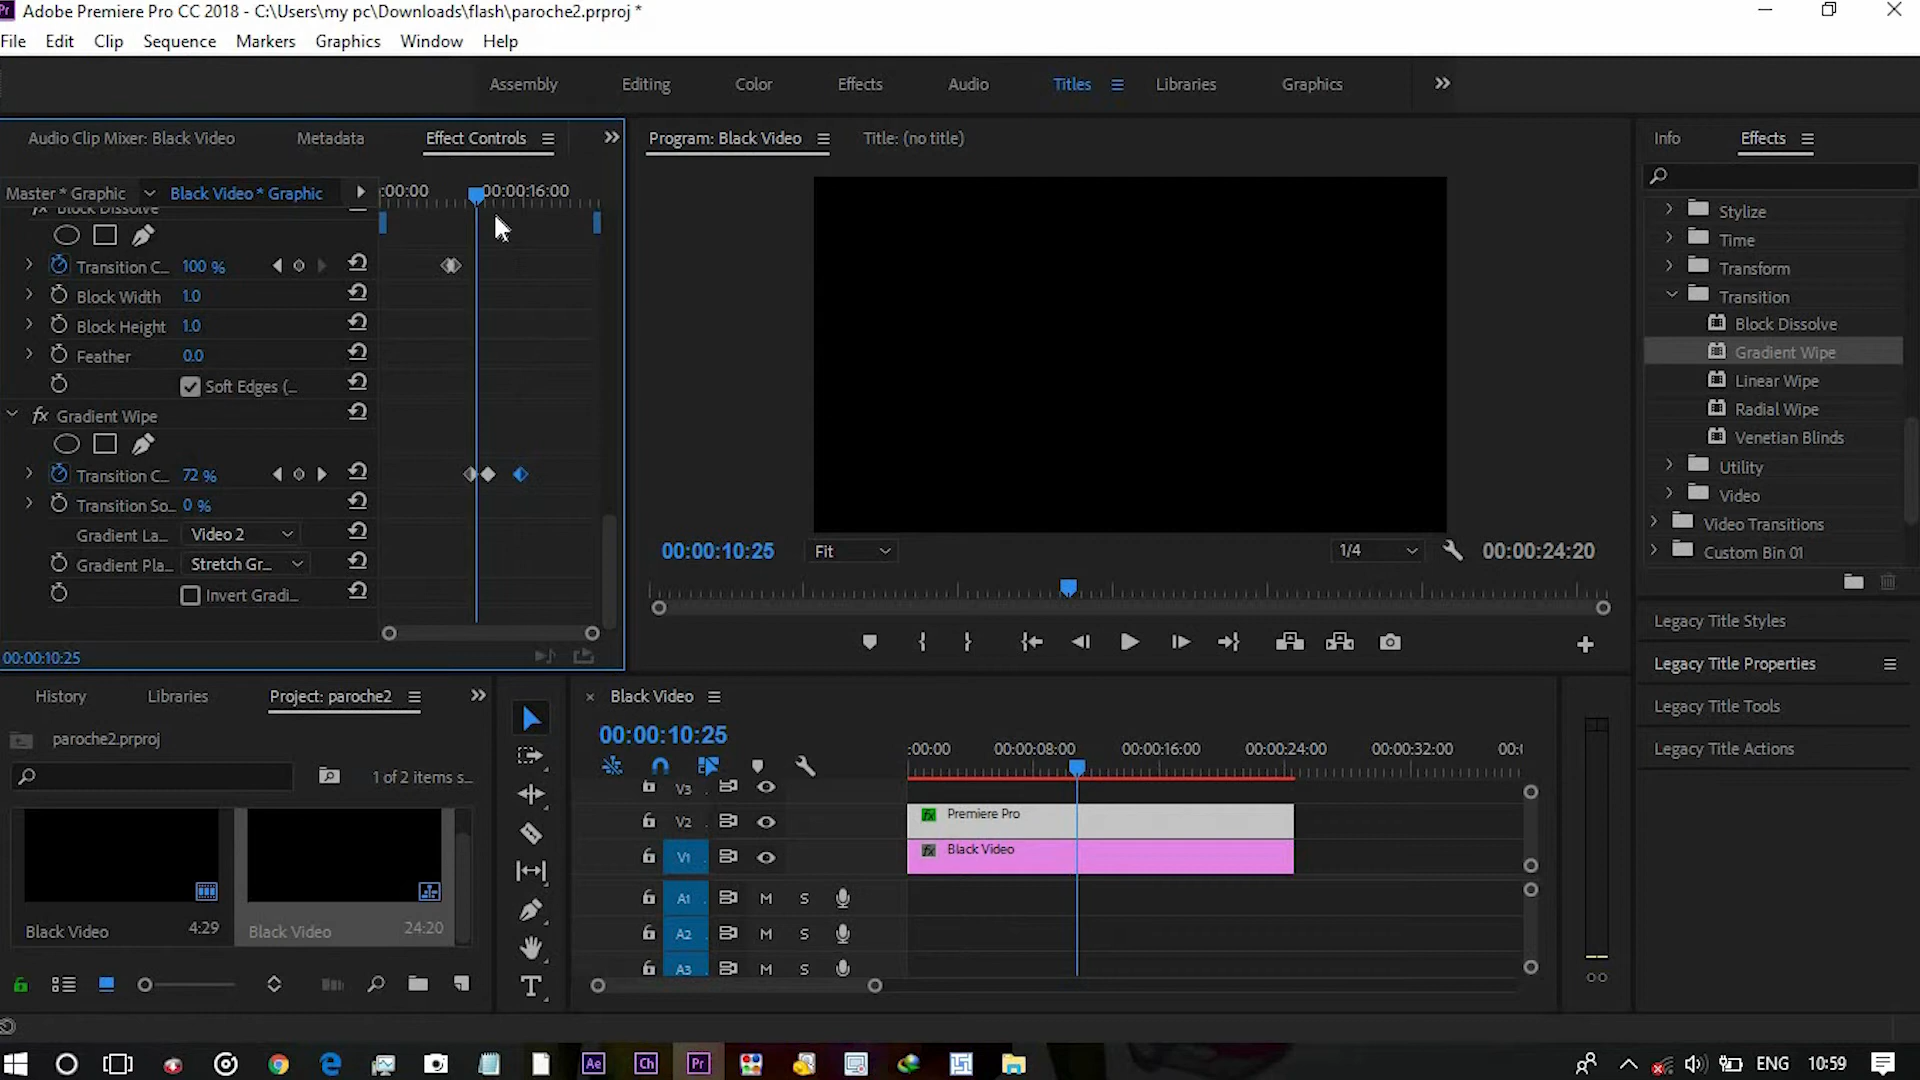 Adobe Premiere Pro CC 2018 - C:\Users\my pc\Downloads\flash\paroche2.prproj *
File Edit Clip Sequence Markers Graphics Window Help
Assembly Editing Color Effects Audio Titles Libraries Graphics
Audio Clip Mixer: Black Video Metadata Effect Controls
Program: Black Video Title: (no title)
Info Effects
Master * Graphic Black Video * Graphic :00:00 00:00:16:00
Block Dissolve
Transition C... 100 %
Block Width 1.0
Block Height 1.0
Feather 0.0
Soft Edges (...
fx Gradient Wipe
Transition C... 72 %
Transition So... 0 %
Gradient La... Video 2
Gradient Pla... Stretch Gr...
Invert Gradi...
00:00:10:25
00:00:10:25 Fit 1/4 00:00:24:20
Stylize
Time
Transform
Transition
Block Dissolve
Gradient Wipe
Linear Wipe
Radial Wipe
Venetian Blinds
Utility
Video
Video Transitions
Custom Bin 01
Legacy Title Styles
Legacy Title Properties
Legacy Title Tools
Legacy Title Actions
History Libraries Project: paroche2
paroche2.prproj
1 of 2 items s...
Black Video 4:29
Black Video 24:20
× Black Video
00:00:10:25
:00:00 00:00:08:00 00:00:16:00 00:00:24:00 00:00:32:00 00:
V3
V2 fx Premiere Pro
V1 fx Black Video
A1 M S
A2 M S
A3 M S
Ae Ch Pr ENG 10:59